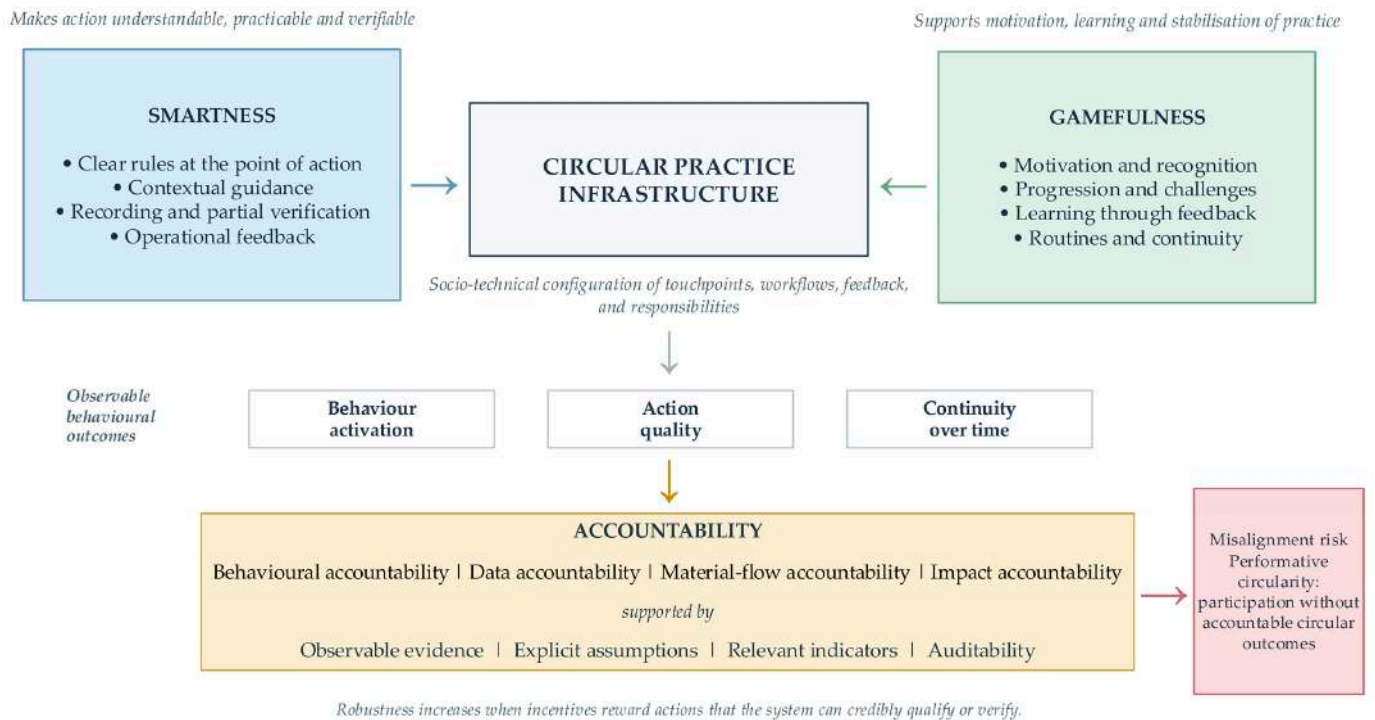 Makes action understandable, practicable and verifiable
Supports motivation, learning and stabilisation of practice
SMARTNESS
• Clear rules at the point of action
• Contextual guidance
• Recording and partial verification
• Operational feedback
CIRCULAR PRACTICE
INFRASTRUCTURE
GAMEFULNESS
• Motivation and recognition
• Progression and challenges
• Learning through feedback
• Routines and continuity
Socio-technical configuration of touchpoints, workflows, feedback,
and responsibilities
Observable
behavioural
outcomes
Behaviour
activation
Action
quality
Continuity
over time
ACCOUNTABILITY
Behavioural accountability | Data accountability | Material-flow accountability | Impact accountability
supported by
Observable evidence | Explicit assumptions | Relevant indicators | Auditability
Misalignment risk
Performative
circularity:
participation without
accountable circular
outcomes
Robustness increases when incentives reward actions that the system can credibly qualify or verify.